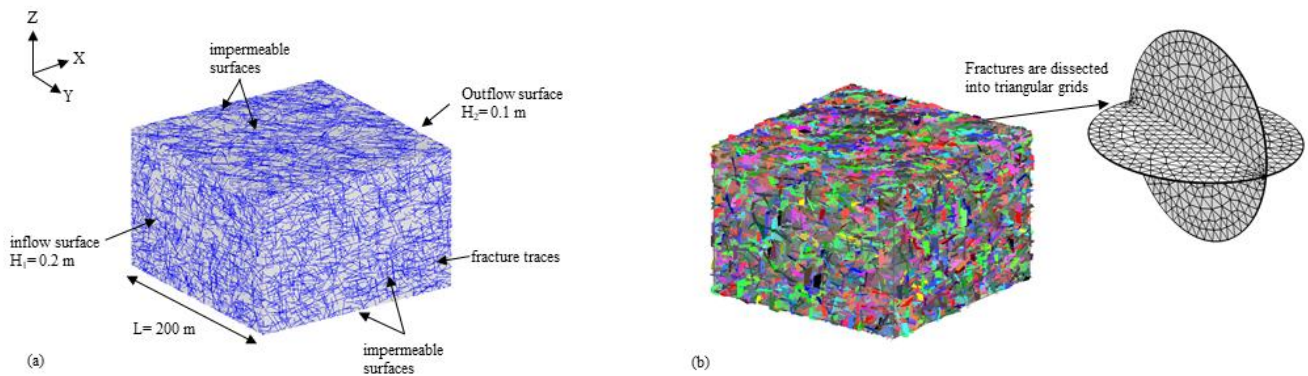 Z
X
Y
impermeable
surfaces
Outflow surface
H₂= 0.1 m
inflow surface
H₁= 0.2 m
fracture traces
L= 200 m
impermeable
surfaces
(a)
Fractures are dissected
into triangular grids
(b)